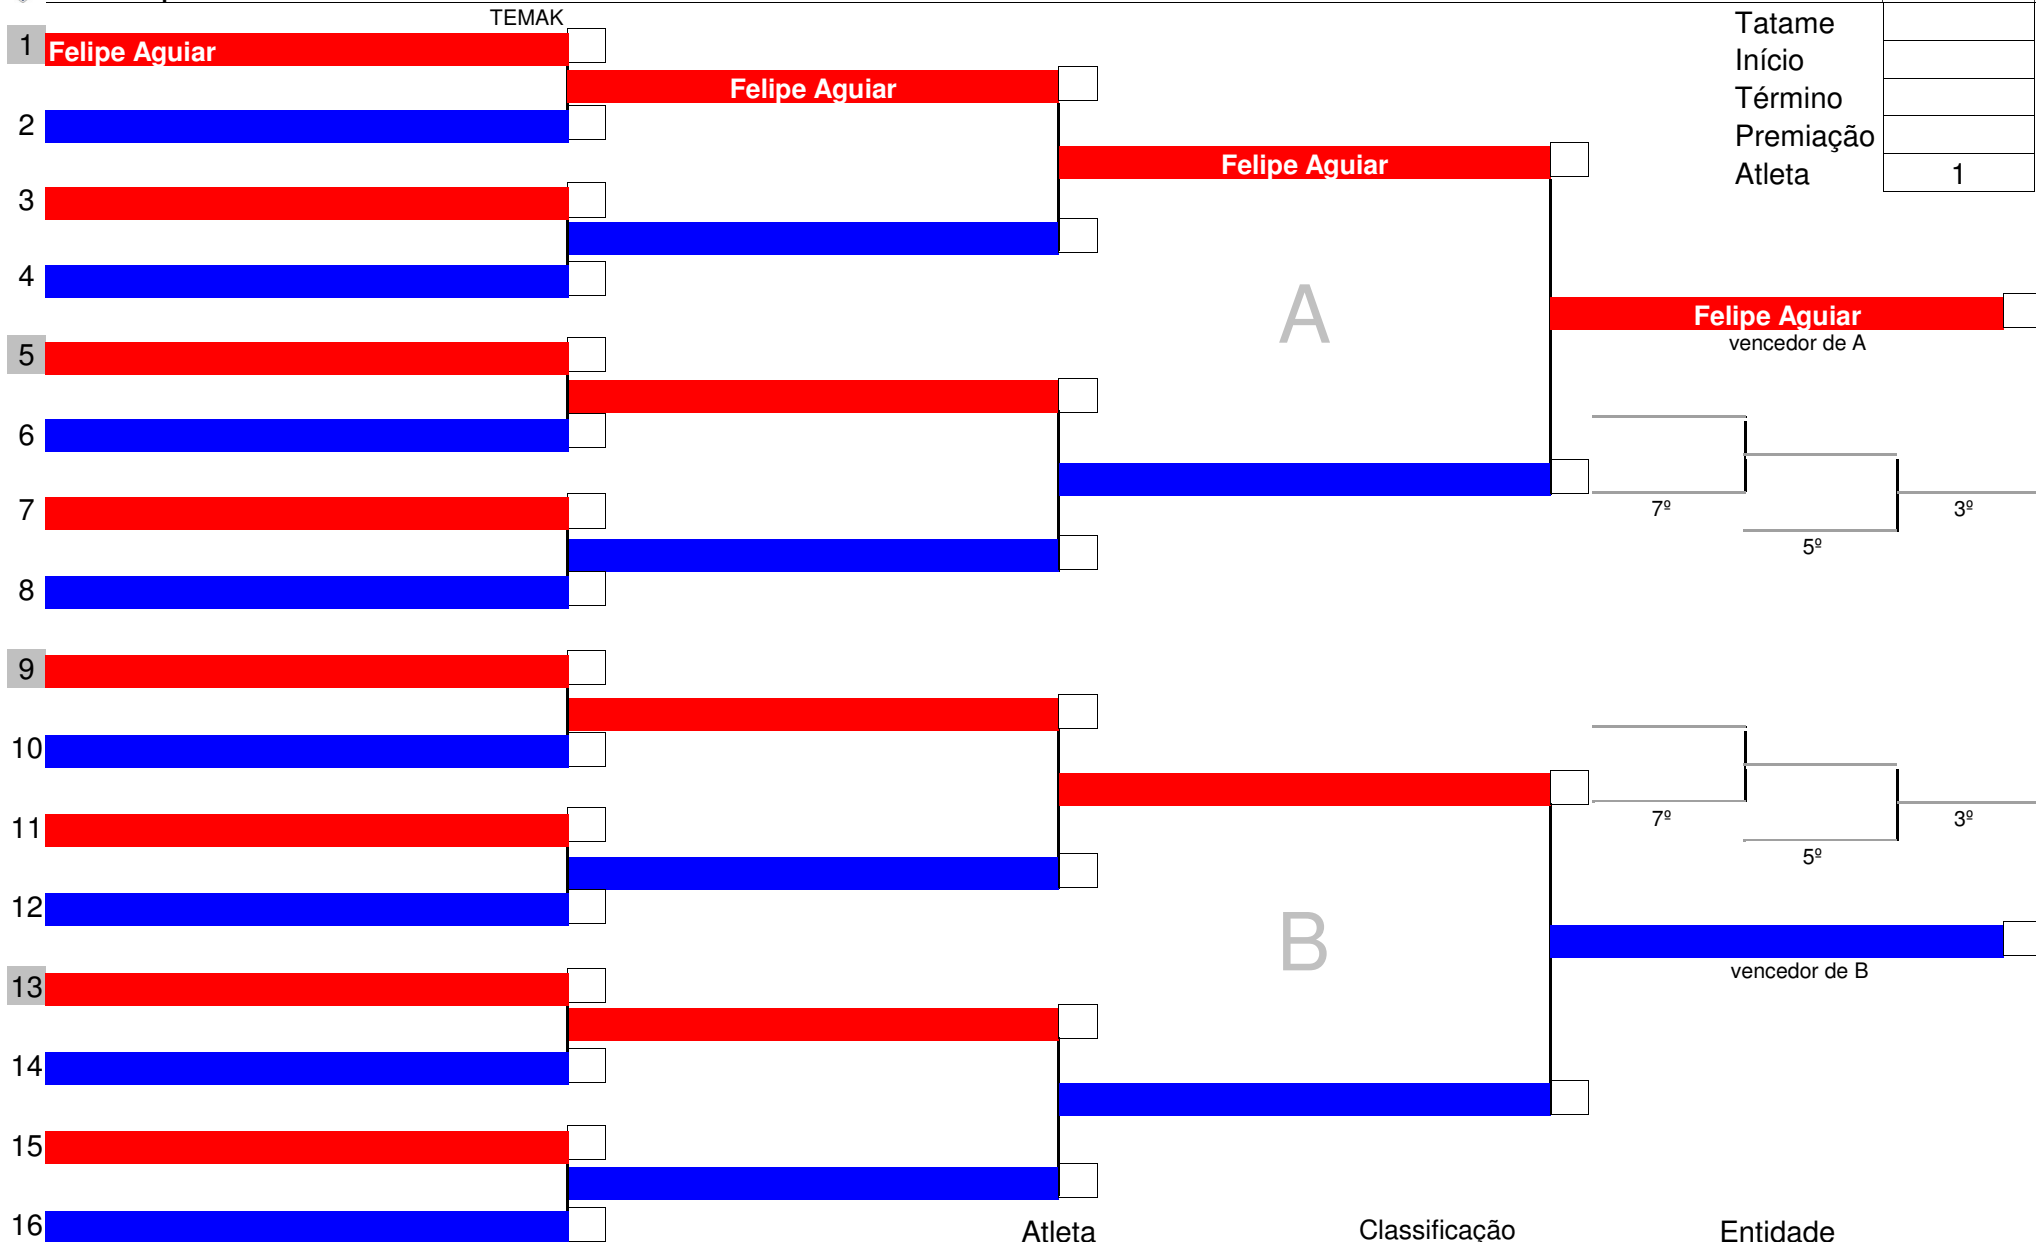 TEMAK
Tatame
1 Felipe Aguiar
Início
Felipe Aguiar
Término
2
Premiação
Felipe Aguiar
Atleta 1
3
4
A
Felipe Aguiar
vencedor de A
5
6
7
7º 3º
5º
8
9
10
11
7º 3º
5º
12
B
vencedor de B
13
14
15
16
Atleta Classificação Entidade